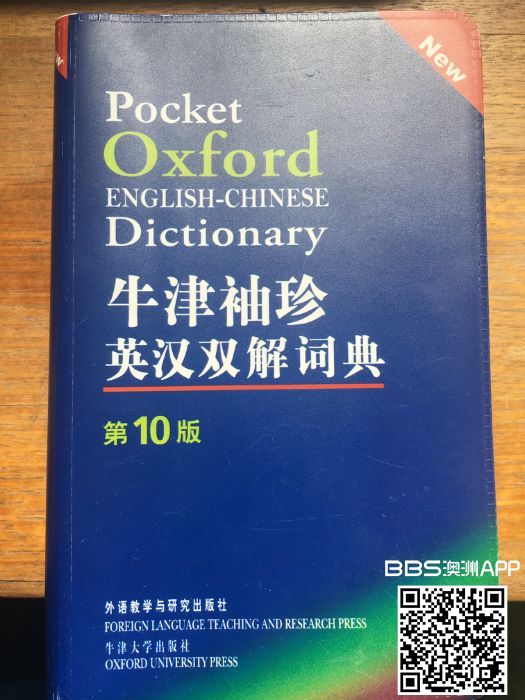 New
Pocket
Oxford
ENGLISH-CHINESE
Dictionary
牛津袖珍
英汉双解词典
第10版
BBS澳洲APP
外语教学与研究出版社
FOREIGN LANGUAGE TEACHING AND RESEARCH PRESS
牛津大学出版社
OXFORD UNIVERSITY PRESS